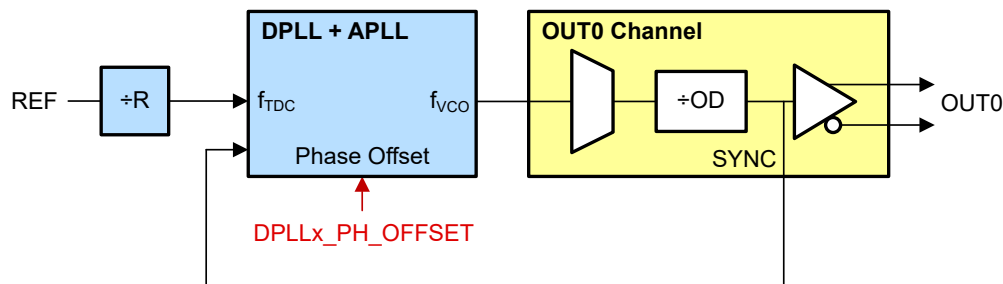 DPLL + APLL
OUT0 Channel
REF
÷R
fTDC
fVCO
÷OD
OUT0
Phase Offset
SYNC
DPLLx_PH_OFFSET